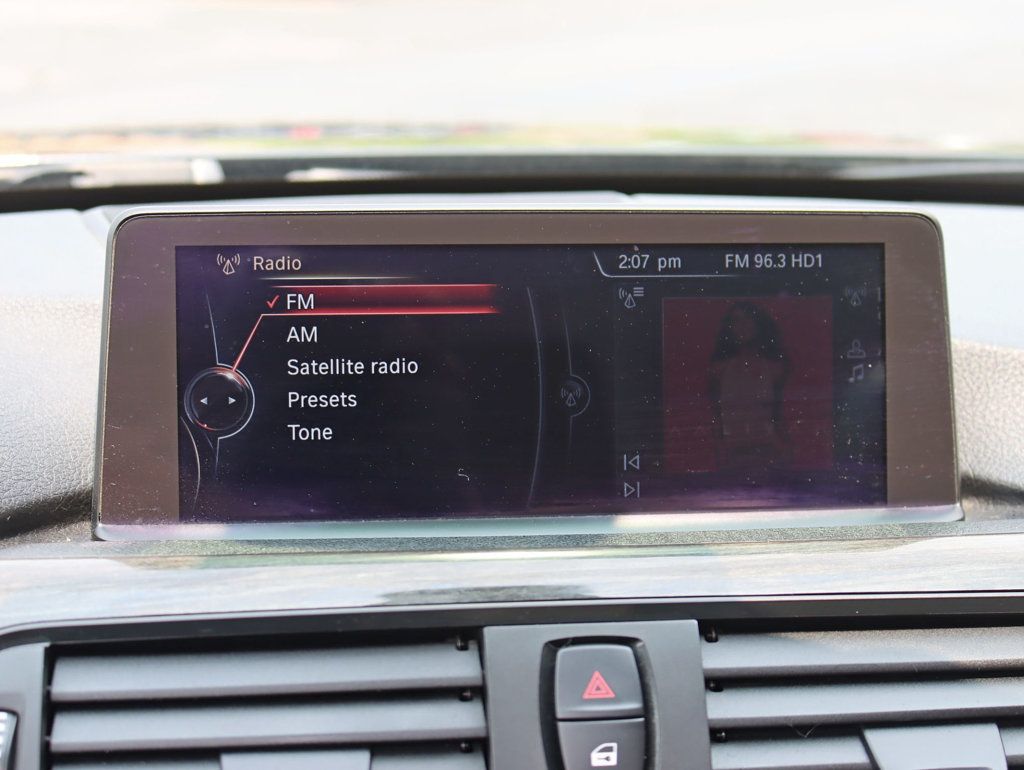 Radio
2:07 pm FM 96.3 HD1
FM
AM
Satellite radio
Presets
Tone